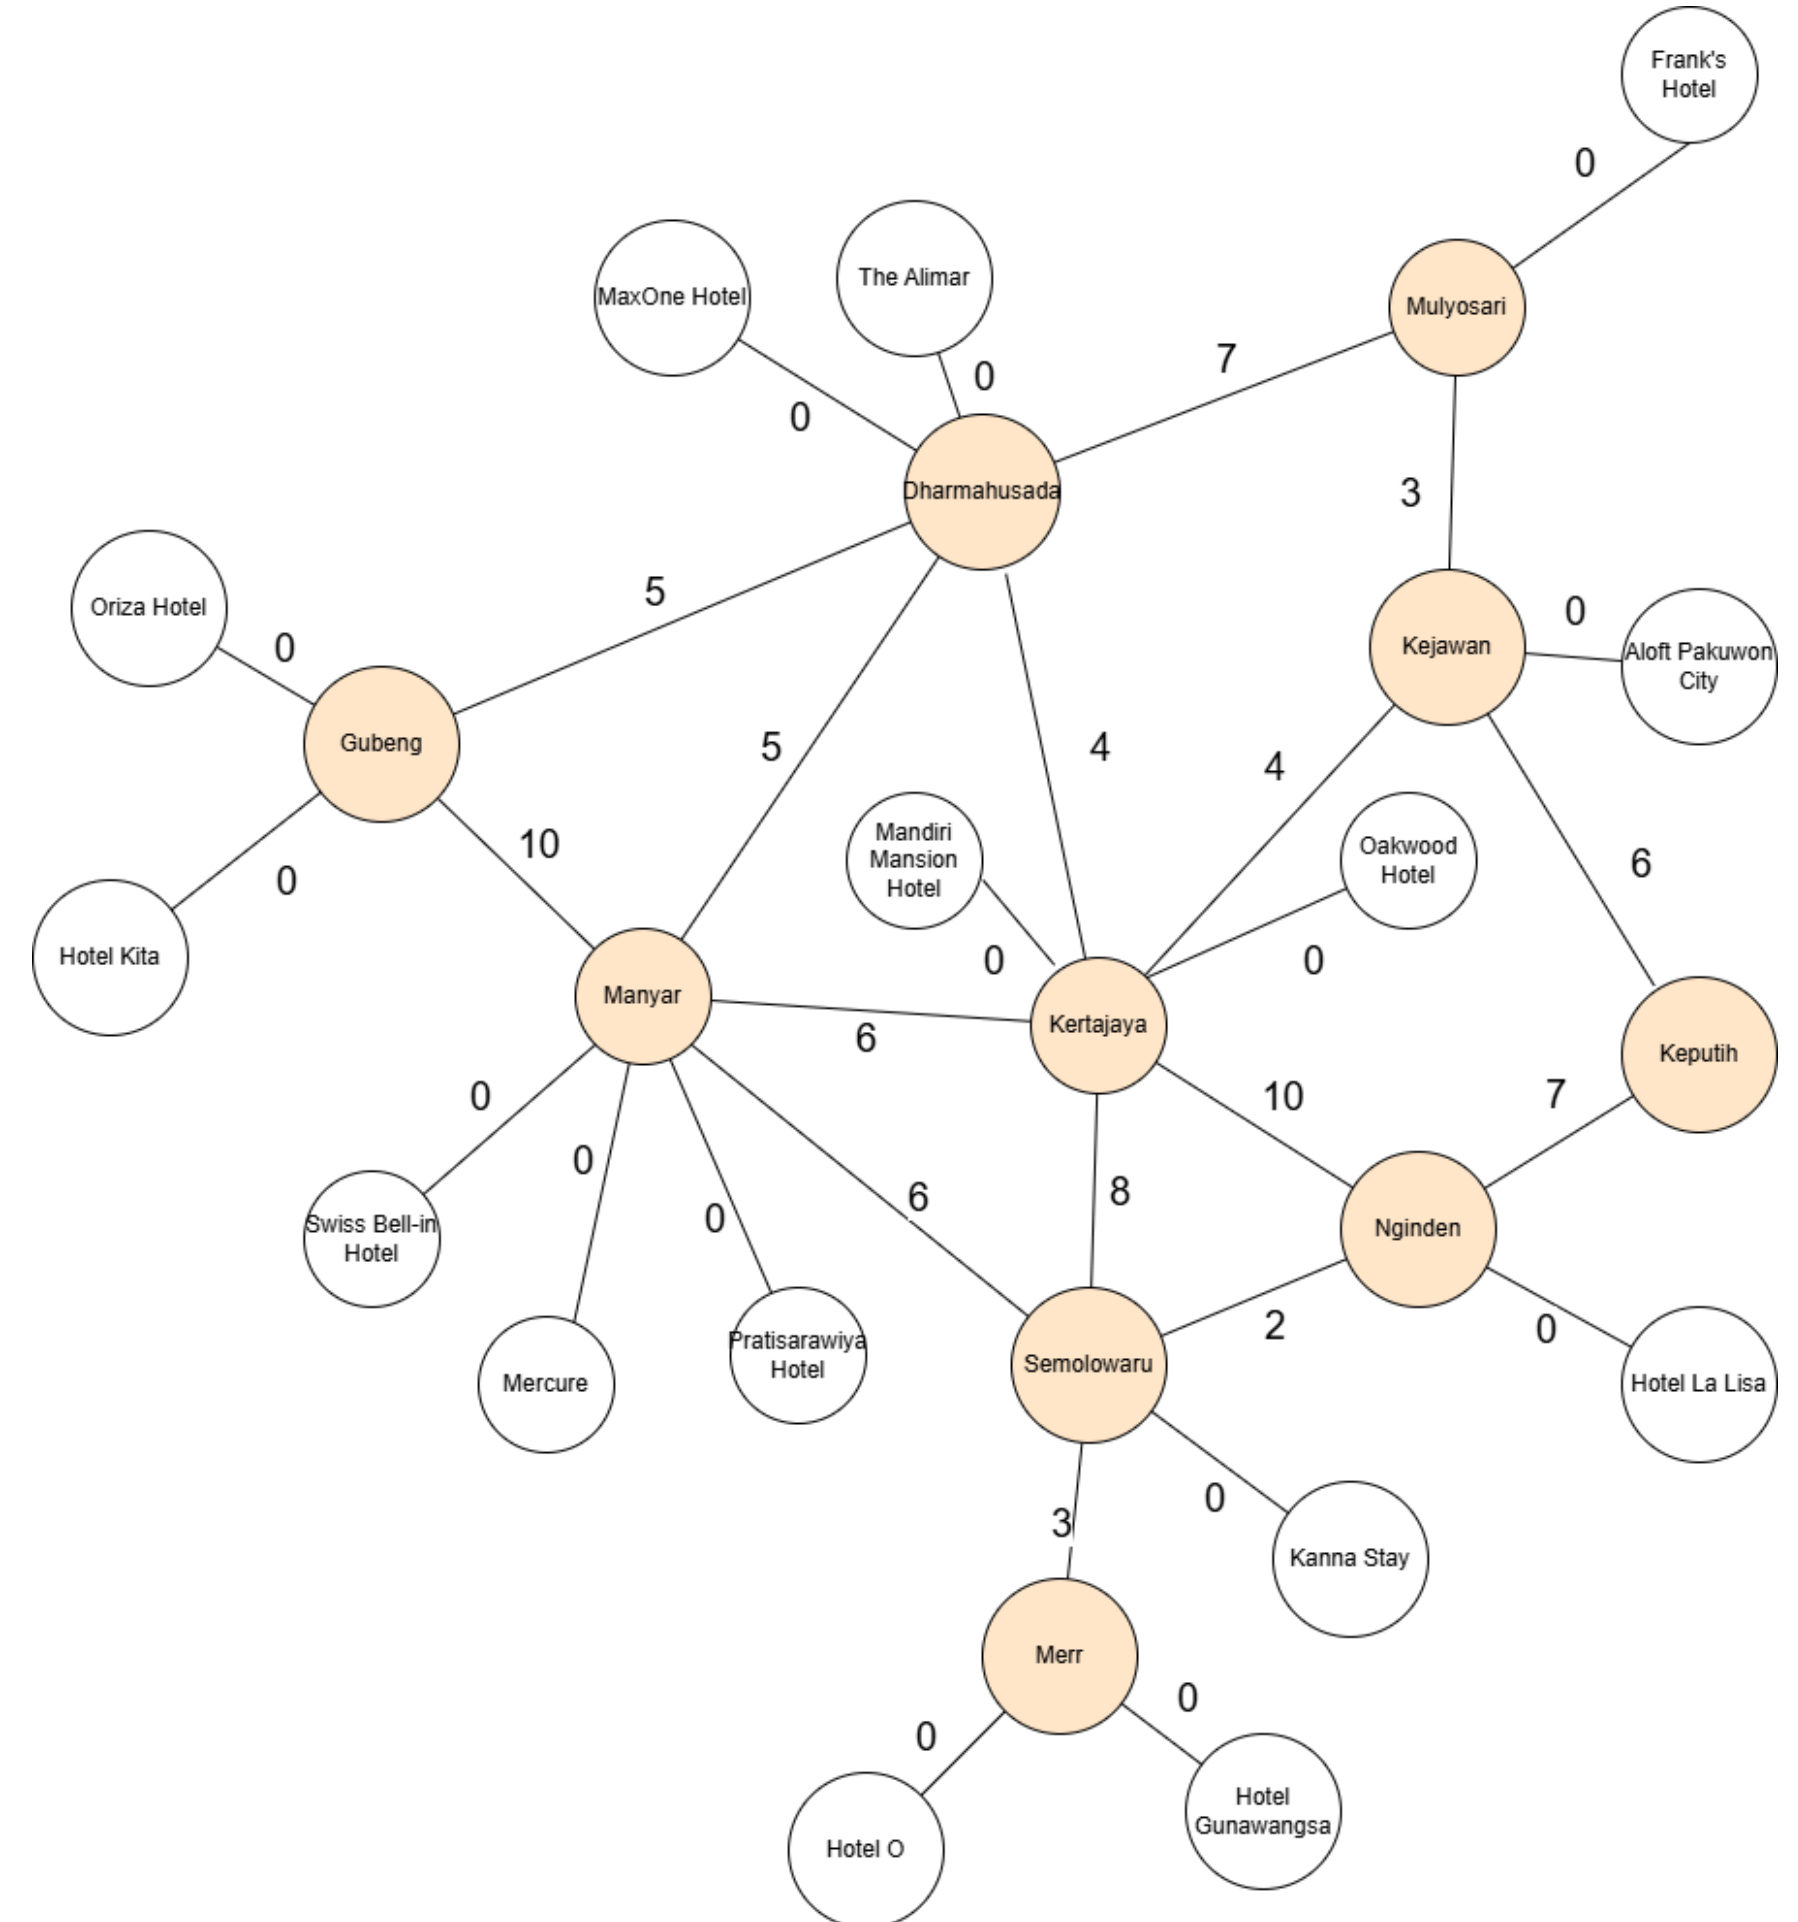 Frank's
Hotel
0
MaxOne Hotel
The Alimar
Mulyosari
0
0
7
Dharmahusada
3
Oriza Hotel
0
5
Kejawan
0
Aloft Pakuwon
City
Gubeng
5
4
4
Mandiri
Mansion
Hotel
Oakwood
Hotel
10
6
0
Hotel Kita
0
0
Manyar
Kertajaya
6
Keputih
0
10
7
0
0
6
8
Nginden
Swiss Bell-in
Hotel
Mercure
Pratisarawiya
Hotel
Semolowaru
2
0
Hotel La Lisa
0
3
Kanna Stay
Merr
0
0
Hotel O
Hotel
Gunawangsa